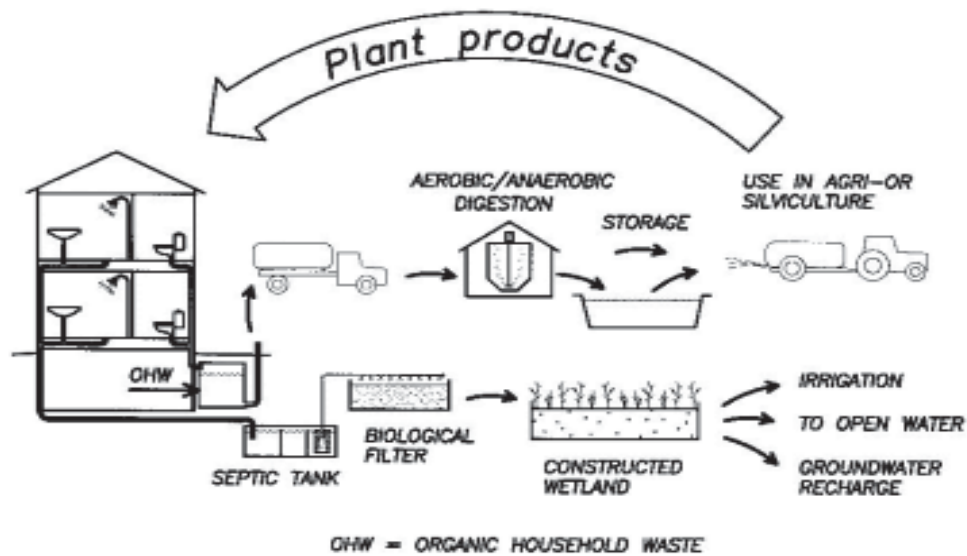 Plant products
AEROBIC/ANAEROBIC
DIGESTION
STORAGE
USE IN AGRI-OR
SILVICULTURE
OHW
SEPTIC TANK
BIOLOGICAL
FILTER
CONSTRUCTED
WETLAND
IRRIGATION
TO OPEN WATER
GROUNDWATER
RECHARGE
OHW = ORGANIC HOUSEHOLD WASTE